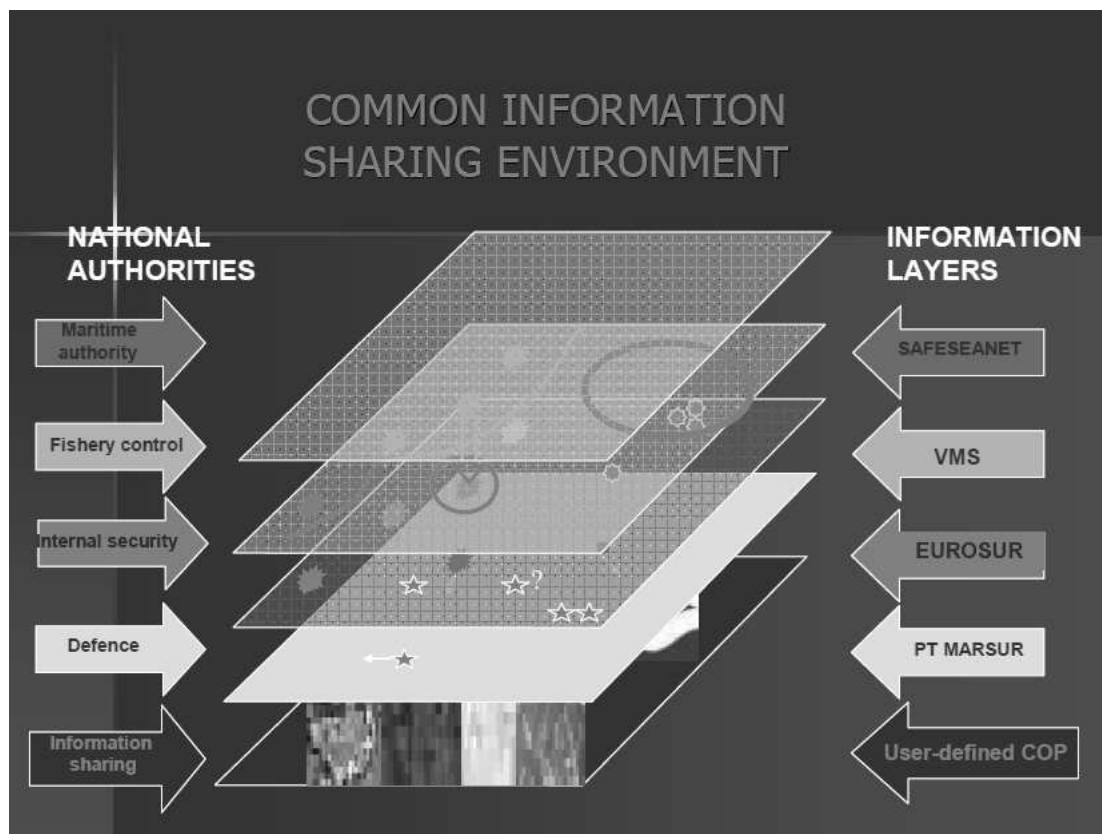 COMMON INFORMATION
SHARING ENVIRONMENT
NATIONAL
AUTHORITIES
INFORMATION
LAYERS
Maritime
authority
SAFESEANET
Fishery control
VMS
Internal security
EUROSUR
?
Defence
PT MARSUR
Information
sharing
User-defined COP